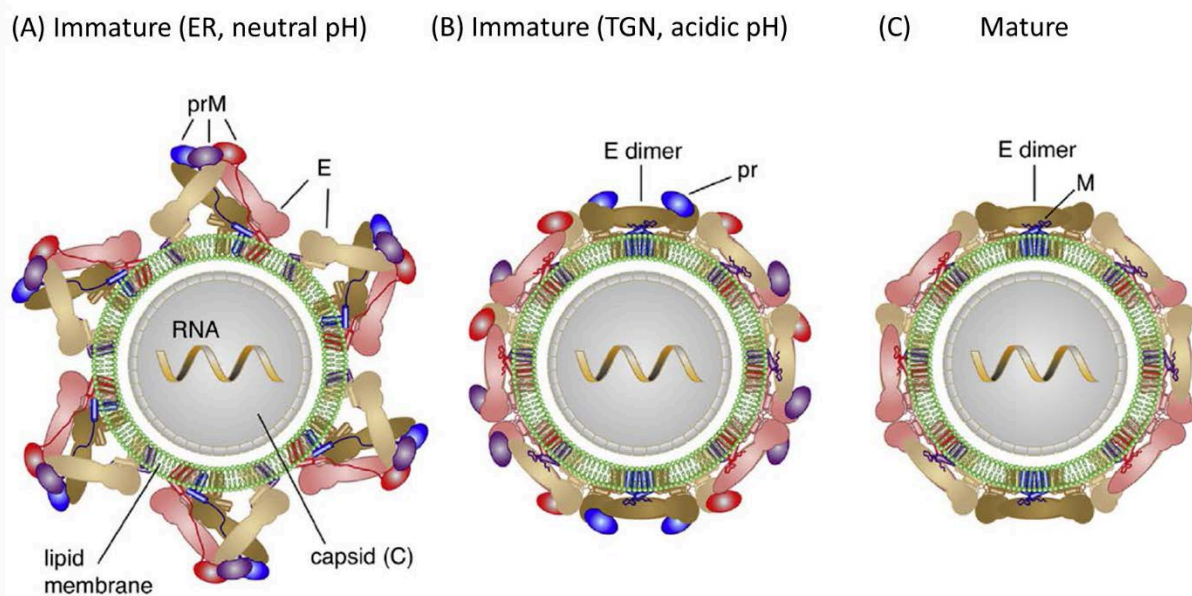 (A) Immature (ER, neutral pH)
(B) Immature (TGN, acidic pH)
(C) Mature
prM
E
RNA
lipid
membrane
capsid (C)
E dimer
pr
E dimer
M